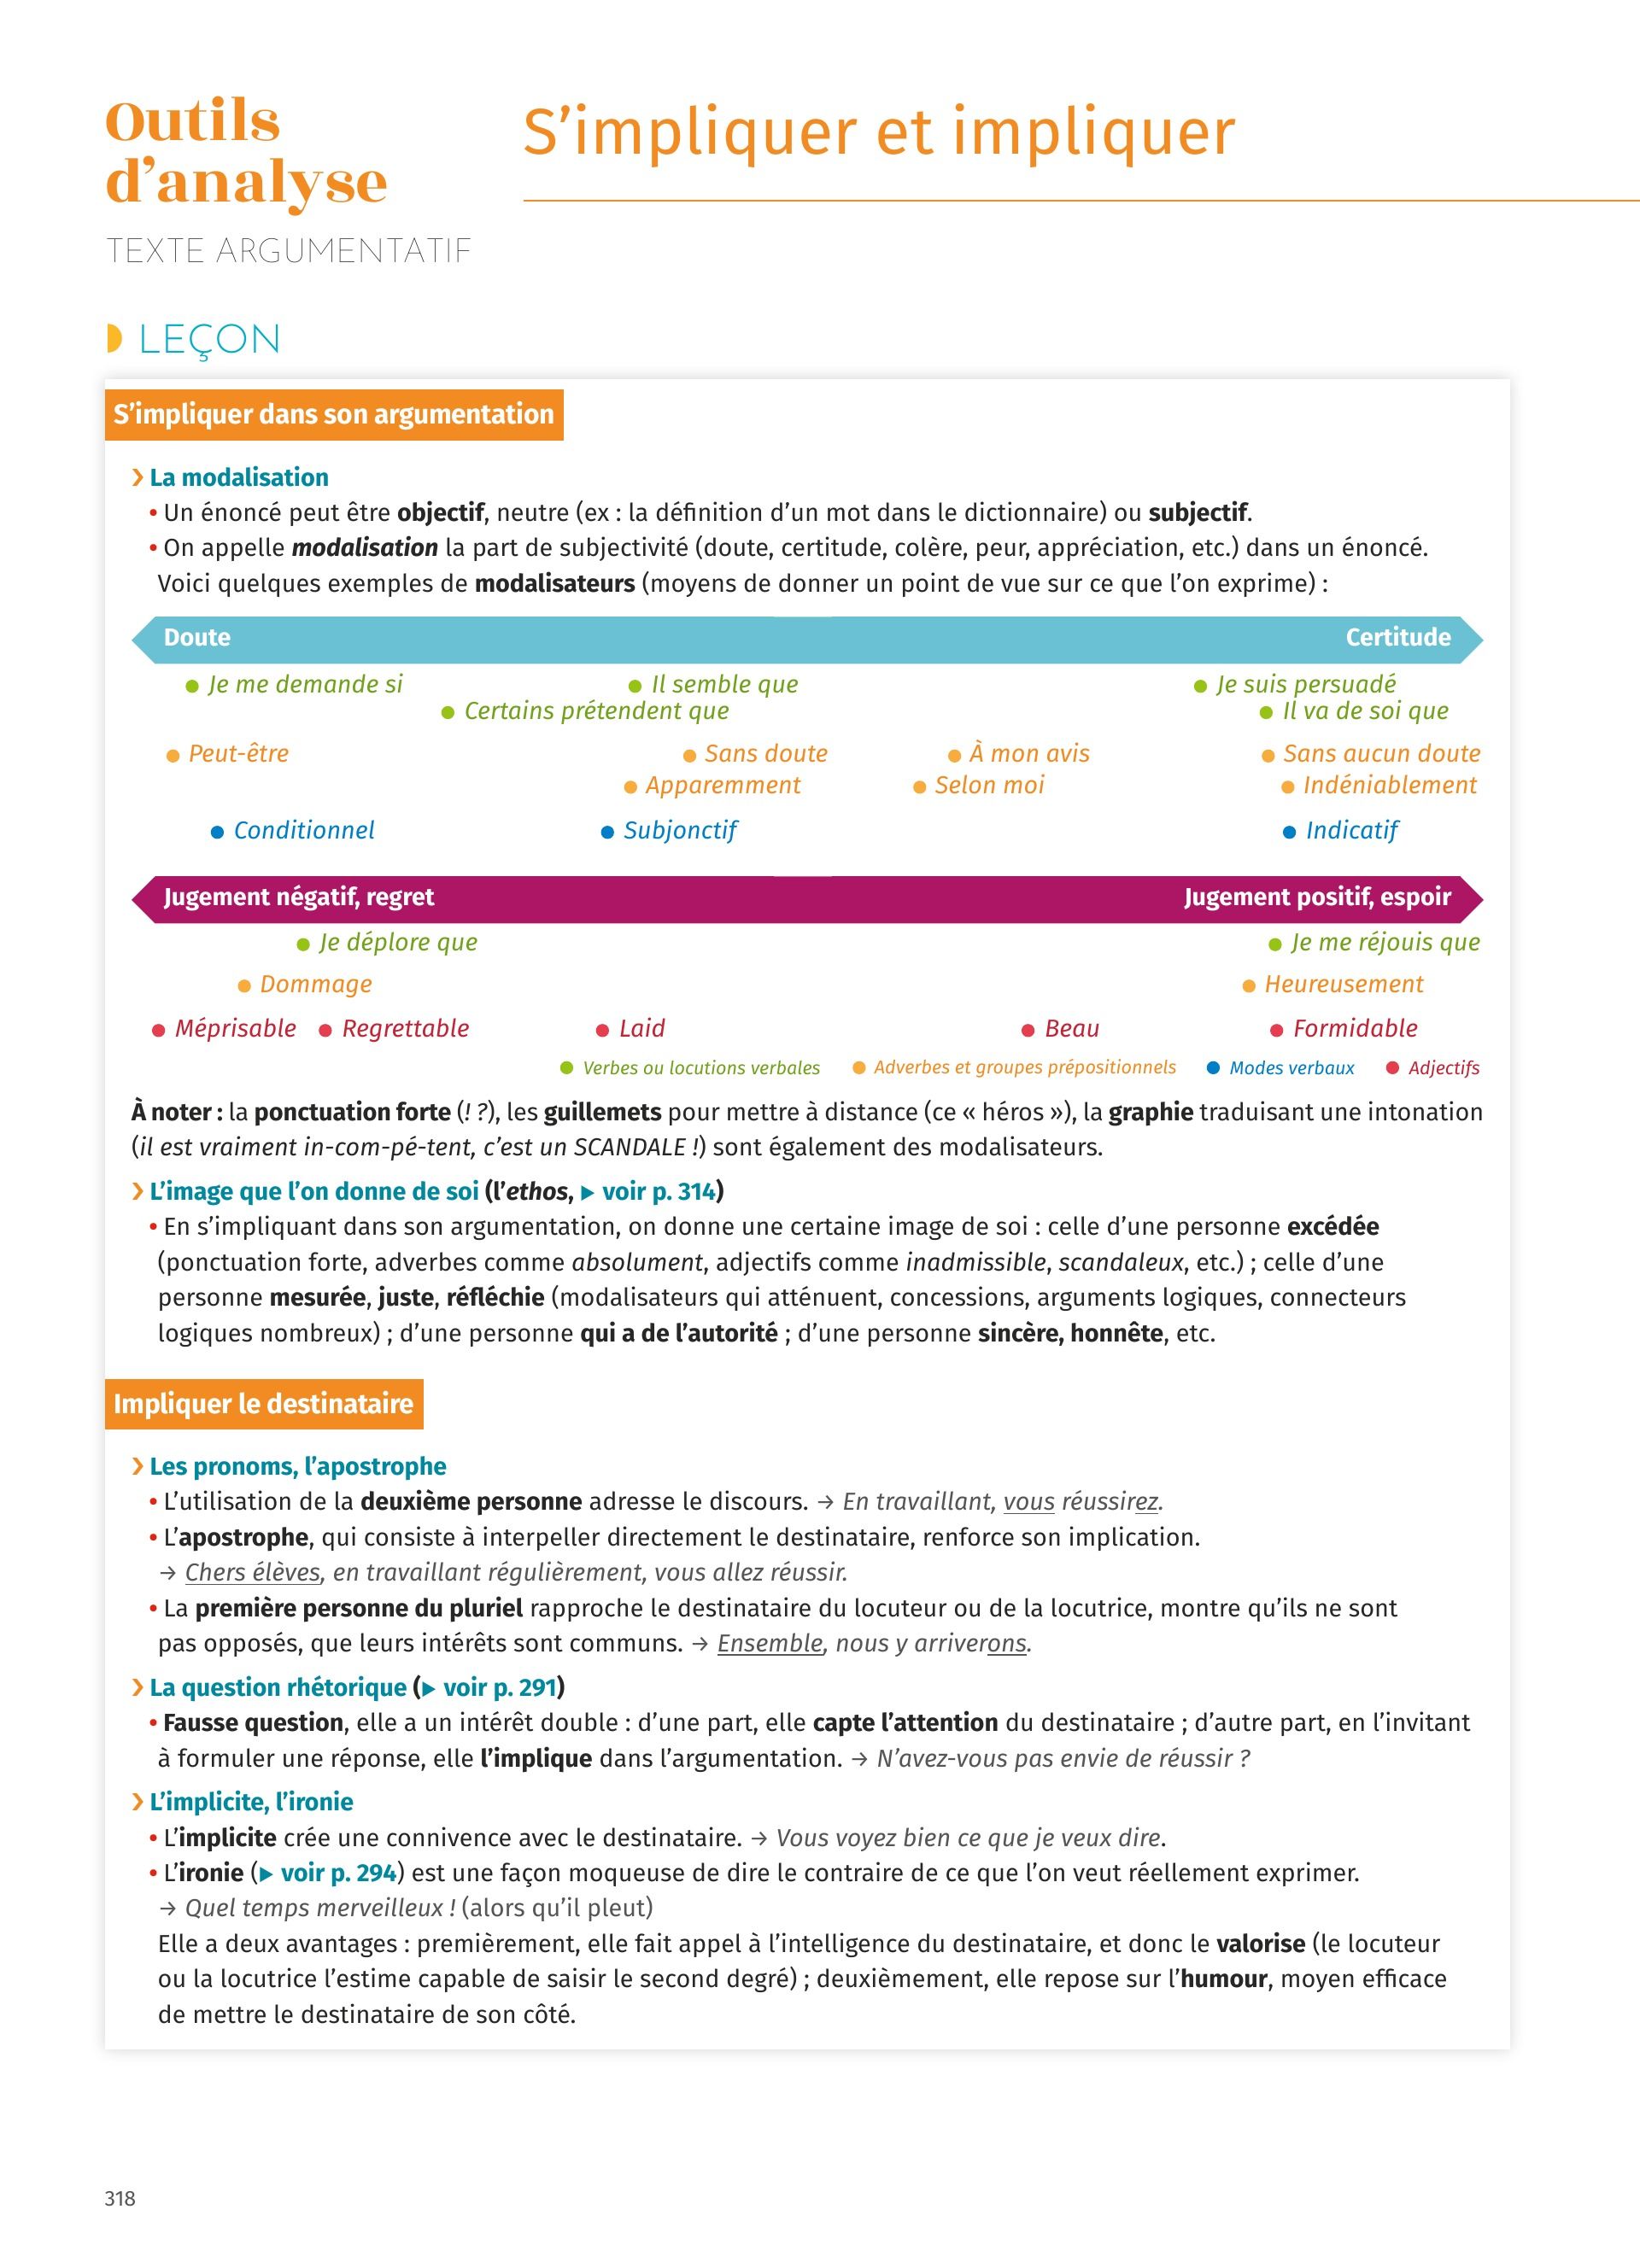 Outils
d’analyse
TEXTE ARGUMENTATIF
S’impliquer et impliquer
LEÇON
S’impliquer dans son argumentation
› La modalisation
• Un énoncé peut être objectif, neutre (ex : la définition d’un mot dans le dictionnaire) ou subjectif.
• On appelle modalisation la part de subjectivité (doute, certitude, colère, peur, appréciation, etc.) dans un énoncé.
Voici quelques exemples de modalisateurs (moyens de donner un point de vue sur ce que l’on exprime) :
Doute Certitude
● Je me demande si ● Il semble que ● Je suis persuadé
● Certains prétendent que ● Il va de soi que
● Peut-être ● Sans doute ● À mon avis ● Sans aucun doute
● Apparemment ● Selon moi ● Indéniablement
● Conditionnel ● Subjonctif ● Indicatif
Jugement négatif, regret Jugement positif, espoir
● Je déplore que ● Je me réjouis que
● Dommage ● Heureusement
● Méprisable ● Regrettable ● Laid ● Beau ● Formidable
● Verbes ou locutions verbales ● Adverbes et groupes prépositionnels ● Modes verbaux ● Adjectifs
À noter : la ponctuation forte (! ?), les guillemets pour mettre à distance (ce « héros »), la graphie traduisant une intonation
(il est vraiment in-com-pé-tent, c’est un SCANDALE !) sont également des modalisateurs.
› L’image que l’on donne de soi (l’ethos, ▶ voir p. 314)
• En s’impliquant dans son argumentation, on donne une certaine image de soi : celle d’une personne excédée
(ponctuation forte, adverbes comme absolument, adjectifs comme inadmissible, scandaleux, etc.) ; celle d’une
personne mesurée, juste, réfléchie (modalisateurs qui atténuent, concessions, arguments logiques, connecteurs
logiques nombreux) ; d’une personne qui a de l’autorité ; d’une personne sincère, honnête, etc.
Impliquer le destinataire
› Les pronoms, l’apostrophe
• L’utilisation de la deuxième personne adresse le discours. → En travaillant, vous réussirez.
• L’apostrophe, qui consiste à interpeller directement le destinataire, renforce son implication.
→ Chers élèves, en travaillant régulièrement, vous allez réussir.
• La première personne du pluriel rapproche le destinataire du locuteur ou de la locutrice, montre qu’ils ne sont
pas opposés, que leurs intérêts sont communs. → Ensemble, nous y arriverons.
› La question rhétorique (▶ voir p. 291)
• Fausse question, elle a un intérêt double : d’une part, elle capte l’attention du destinataire ; d’autre part, en l’invitant
à formuler une réponse, elle l’implique dans l’argumentation. → N’avez-vous pas envie de réussir ?
› L’implicite, l’ironie
• L’implicite crée une connivence avec le destinataire. → Vous voyez bien ce que je veux dire.
• L’ironie (▶ voir p. 294) est une façon moqueuse de dire le contraire de ce que l’on veut réellement exprimer.
→ Quel temps merveilleux ! (alors qu’il pleut)
Elle a deux avantages : premièrement, elle fait appel à l’intelligence du destinataire, et donc le valorise (le locuteur
ou la locutrice l’estime capable de saisir le second degré) ; deuxièmement, elle repose sur l’humour, moyen efficace
de mettre le destinataire de son côté.
318